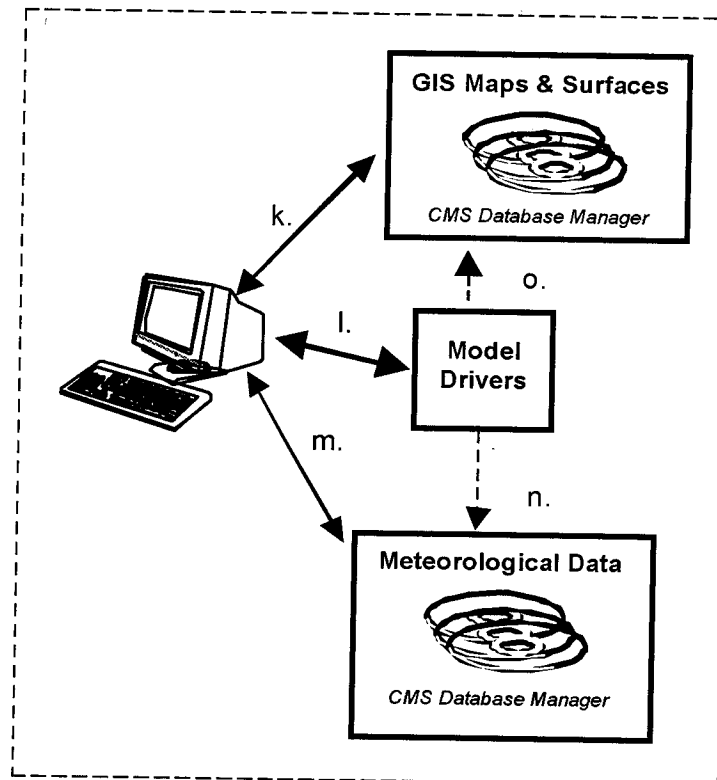 GIS Maps & Surfaces
CMS Database Manager
k.
o.
l.
Model
Drivers
m.
n.
Meteorological Data
CMS Database Manager